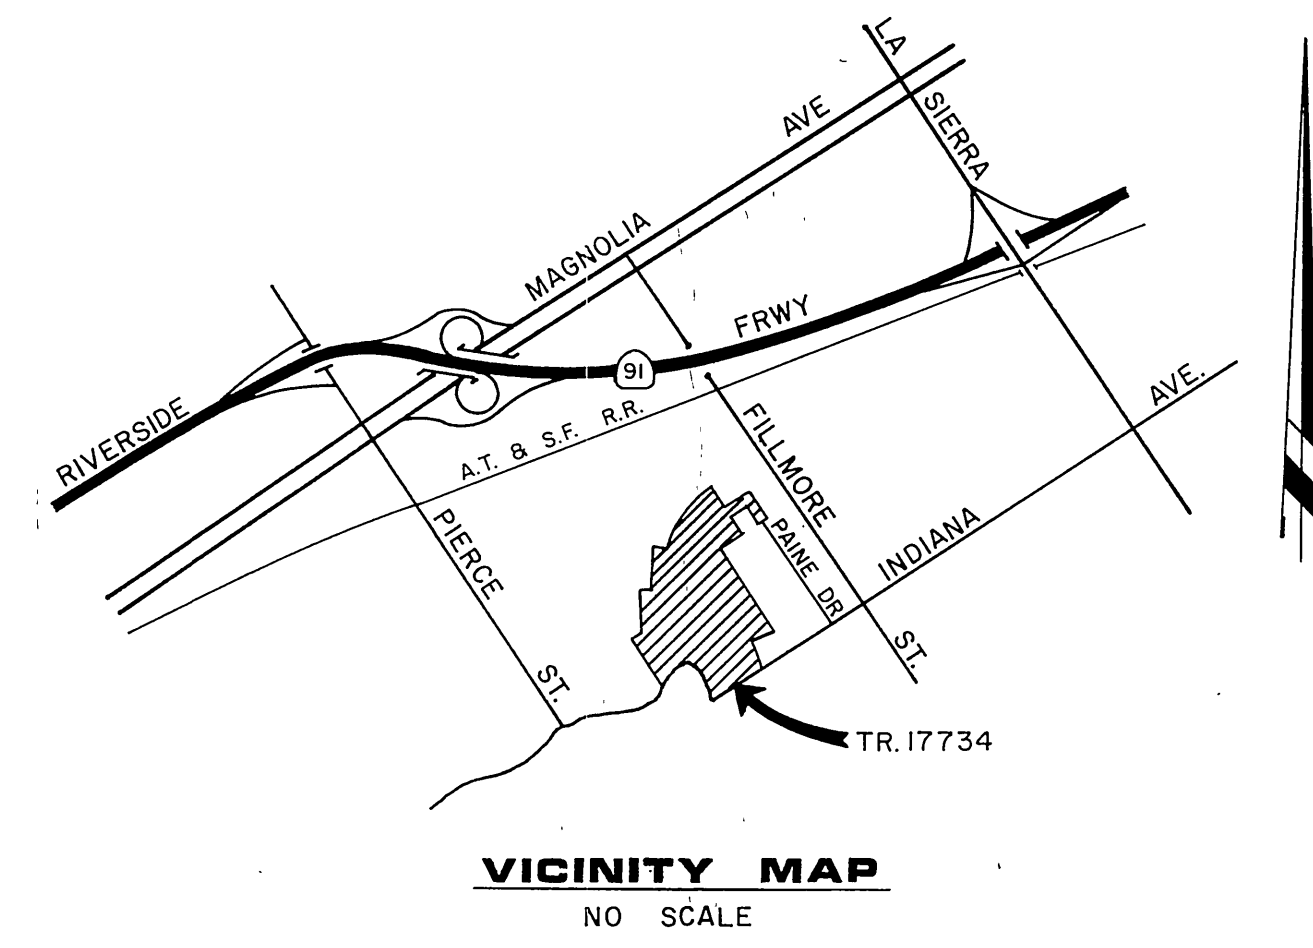 LA
SIERRA
MAGNOLIA AVE
RIVERSIDE FRWY
91
A.T. & S.F. R.R.
PIERCE ST.
FILLMORE ST.
PAINE DR
INDIANA AVE.
TR. 17734
VICINITY MAP
NO SCALE